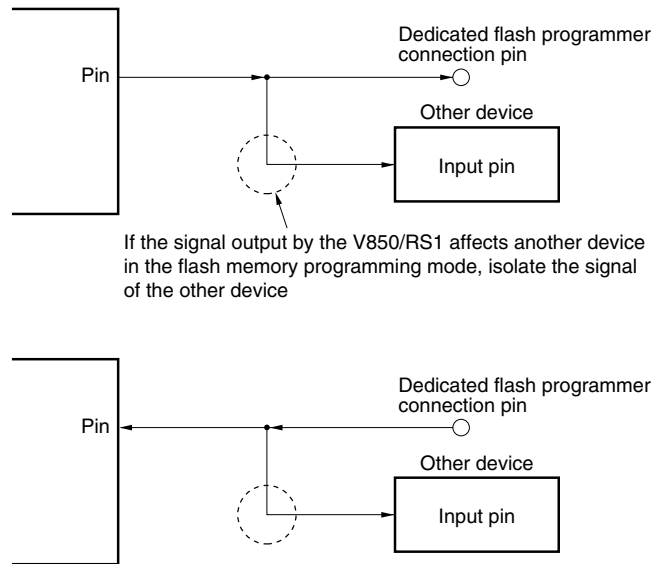 Dedicated flash programmer
connection pin
Pin
Other device
Input pin
If the signal output by the V850/RS1 affects another device
in the flash memory programming mode, isolate the signal
of the other device
Dedicated flash programmer
connection pin
Pin
Other device
Input pin